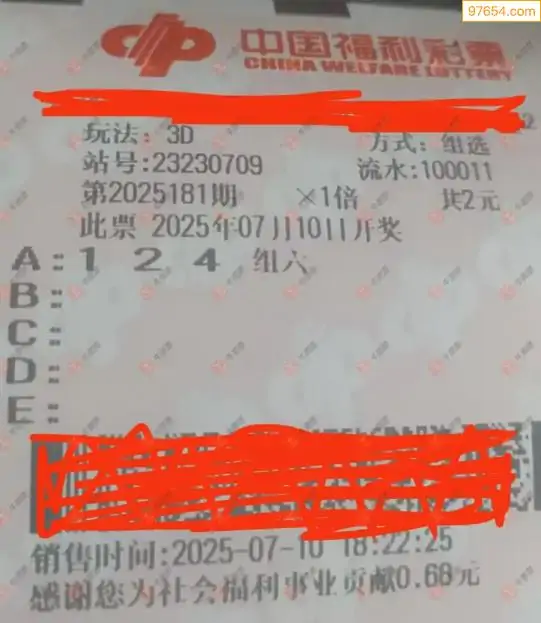 97654.com
中国福利彩票
CHINA WELFARE LOTTERY
玩法: 3D 方式: 组选
站号:23230709 流水:100011
第2025181期 ×1倍 共2元
此票 2025年07月10日开奖
A: 1 2 4 组六
B:
C:
D:
E:
销售时间:2025-07-10 18:22:25
感谢您为社会福利事业贡献0.68元